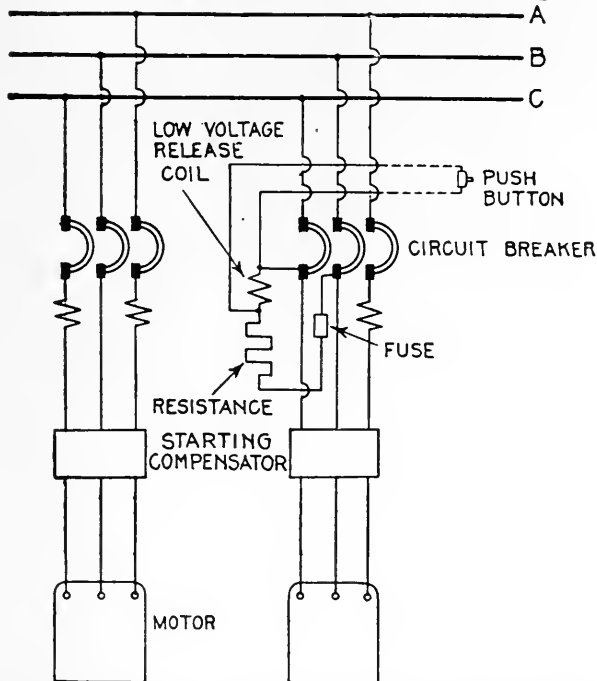 A
B
C
LOW VOLTAGE
RELEASE
COIL
PUSH
BUTTON
CIRCUIT BREAKER
FUSE
RESISTANCE
STARTING
COMPENSATOR
MOTOR